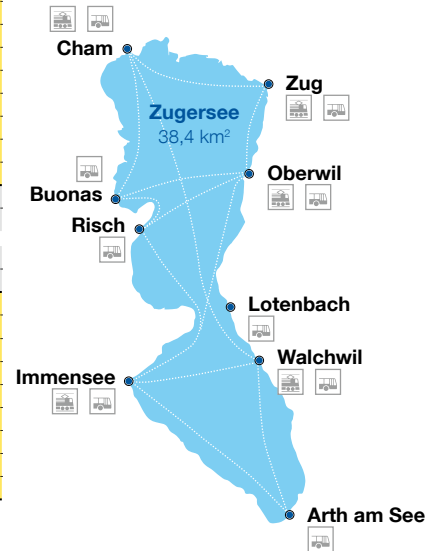 Cham
Zug
Zugersee
38,4 km²
Oberwil
Buonas
Risch
Lotenbach
Walchwil
Immensee
Arth am See